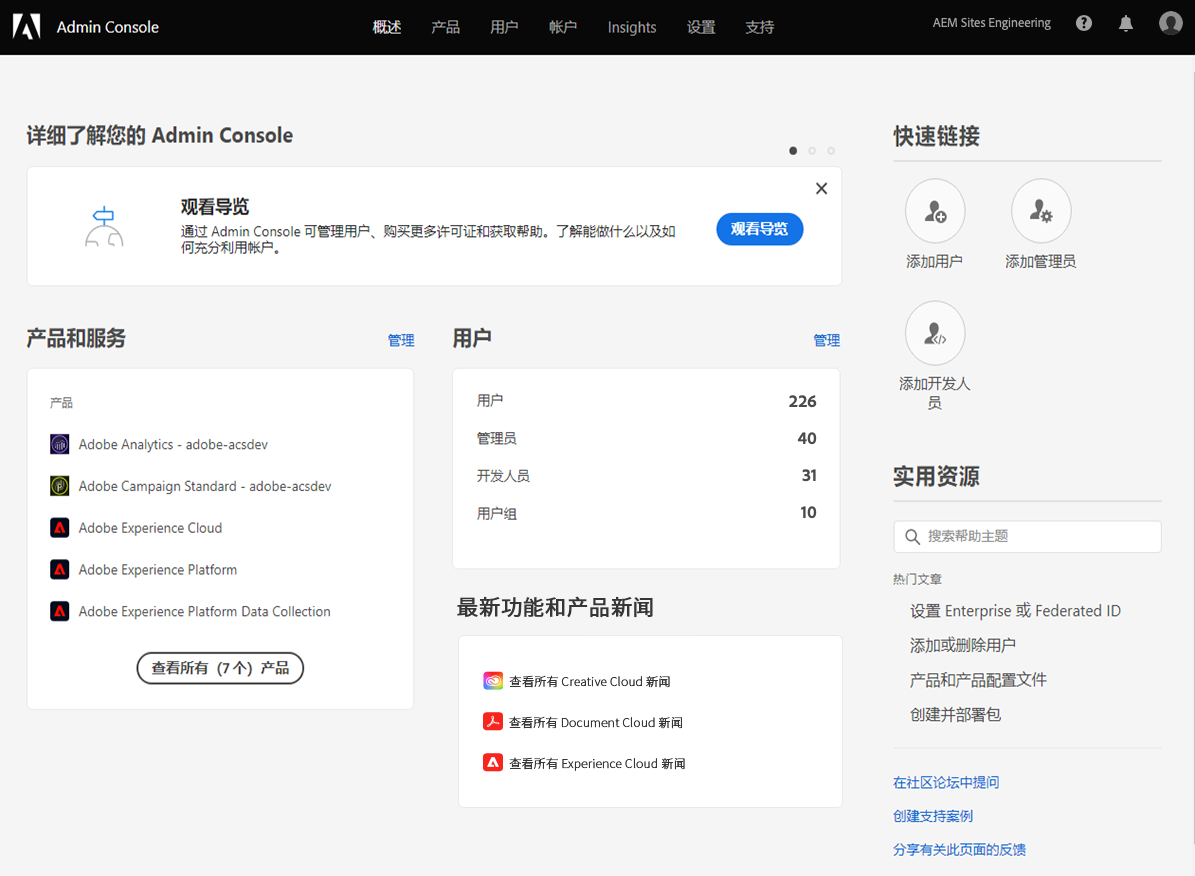 Admin Console
概述 产品 用户 帐户 Insights 设置 支持
AEM Sites Engineering
详细了解您的 Admin Console
观看导览
通过 Admin Console 可管理用户、购买更多许可证和获取帮助。了解能做什么以及如
何充分利用帐户。
观看导览
产品和服务
管理
产品
Adobe Analytics - adobe-acsdev
Adobe Campaign Standard - adobe-acsdev
Adobe Experience Cloud
Adobe Experience Platform
Adobe Experience Platform Data Collection
查看所有（7 个）产品
用户
管理
用户 226
管理员 40
开发人员 31
用户组 10
最新功能和产品新闻
查看所有 Creative Cloud 新闻
查看所有 Document Cloud 新闻
查看所有 Experience Cloud 新闻
快速链接
添加用户
添加管理员
添加开发人
员
实用资源
搜索帮助主题
热门文章
设置 Enterprise 或 Federated ID
添加或删除用户
产品和产品配置文件
创建并部署包
在社区论坛中提问
创建支持案例
分享有关此页面的反馈